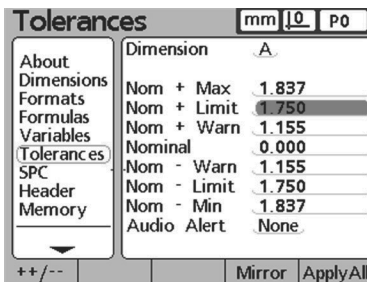 Tolerances mm P0
About
Dimensions
Formats
Formulas
Variables
Tolerances
SPC
Header
Memory
Dimension A
Nom + Max 1.837
Nom + Limit 1.750
Nom + Warn 1.155
Nominal 0.000
Nom - Warn 1.155
Nom - Limit 1.750
Nom - Min 1.837
Audio Alert None
++/-- Mirror ApplyAll